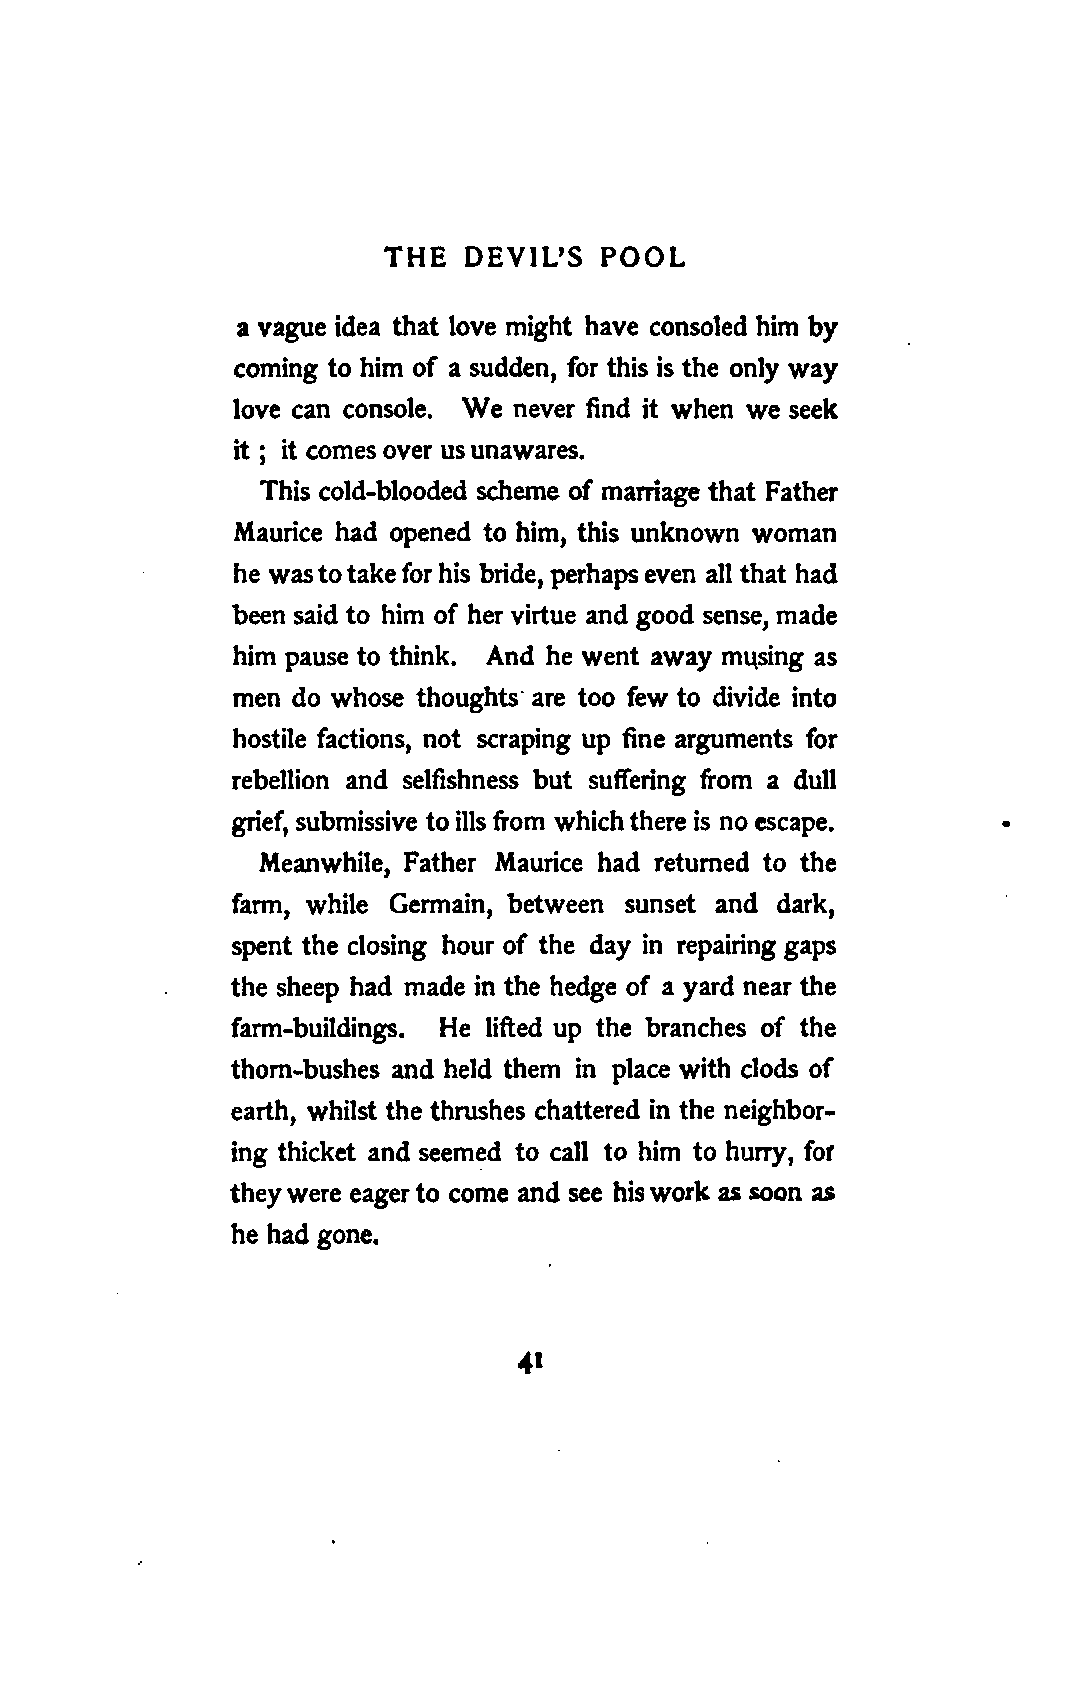 THE DEVIL'S POOL
a vague idea that love might have consoled him by
coming to him of a sudden, for this is the only way
love can console. We never find it when we seek
it ; it comes over us unawares.
This cold-blooded scheme of marriage that Father
Maurice had opened to him, this unknown woman
he was to take for his bride, perhaps even all that had
been said to him of her virtue and good sense, made
him pause to think. And he went away musing as
men do whose thoughts are too few to divide into
hostile factions, not scraping up fine arguments for
rebellion and selfishness but suffering from a dull
grief, submissive to ills from which there is no escape.
Meanwhile, Father Maurice had returned to the
farm, while Germain, between sunset and dark,
spent the closing hour of the day in repairing gaps
the sheep had made in the hedge of a yard near the
farm-buildings. He lifted up the branches of the
thorn-bushes and held them in place with clods of
earth, whilst the thrushes chattered in the neighbor-
ing thicket and seemed to call to him to hurry, for
they were eager to come and see his work as soon as
he had gone.
41